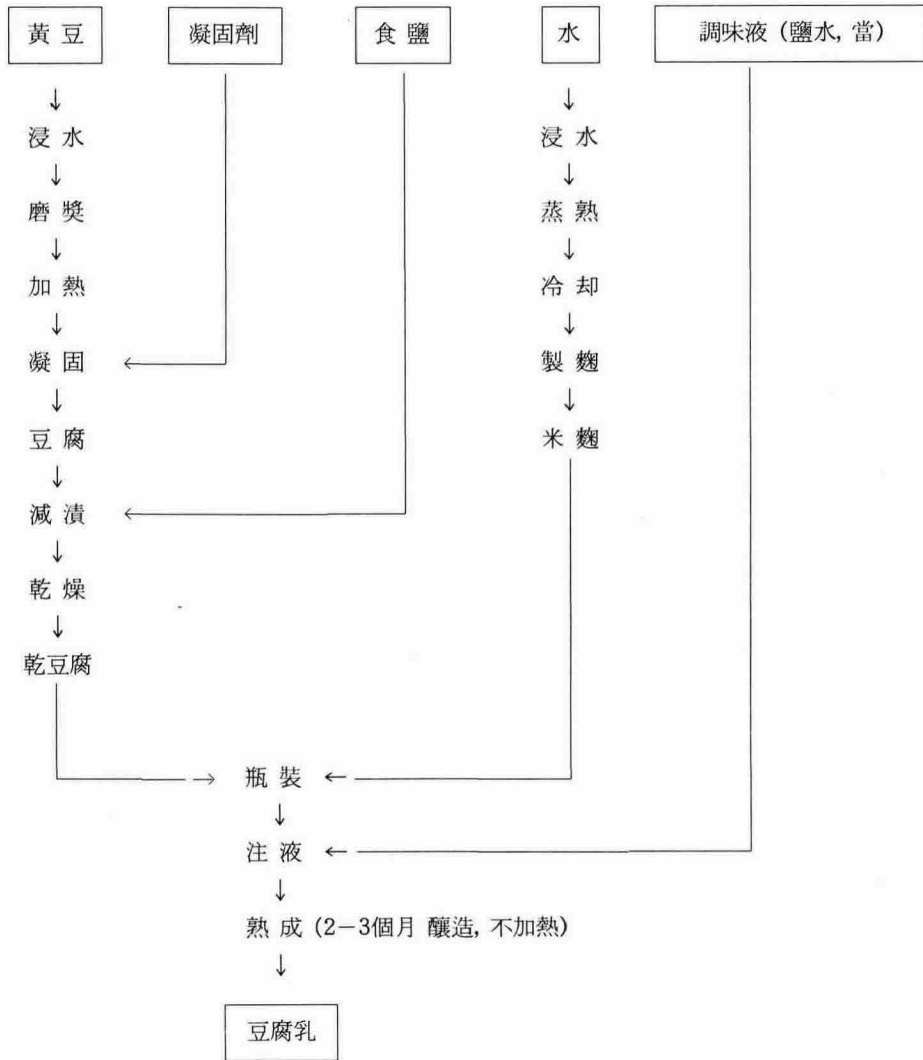 黃豆 凝固劑 食鹽 水 調味液 (鹽水, 當)
↓ ↓
浸水 浸水
↓ ↓
磨獎 蒸熟
↓ ↓
加熱 冷却
↓ ↓
凝固 ← 製麴
↓ ↓
豆腐 米麴
↓
減漬 ←
↓
乾燥
↓
乾豆腐
→ 瓶裝 ←
↓
注液 ←
↓
熟成 (2-3個月 釀造, 不加熱)
↓
豆腐乳